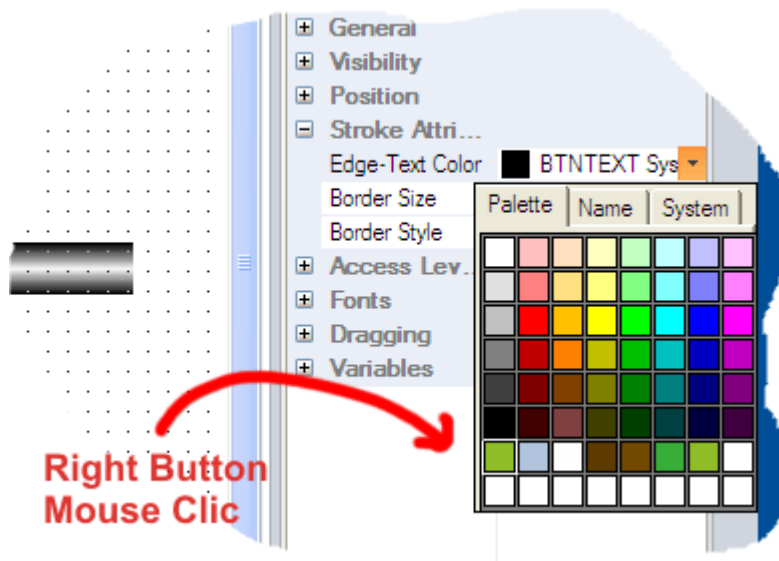 General
Visibility
Position
Stroke Attri...
Edge-Text Color BTNTEXT Sys
Border Size
Border Style
Palette Name System
Access Lev..
Fonts
Dragging
Variables
Right Button
Mouse Clic